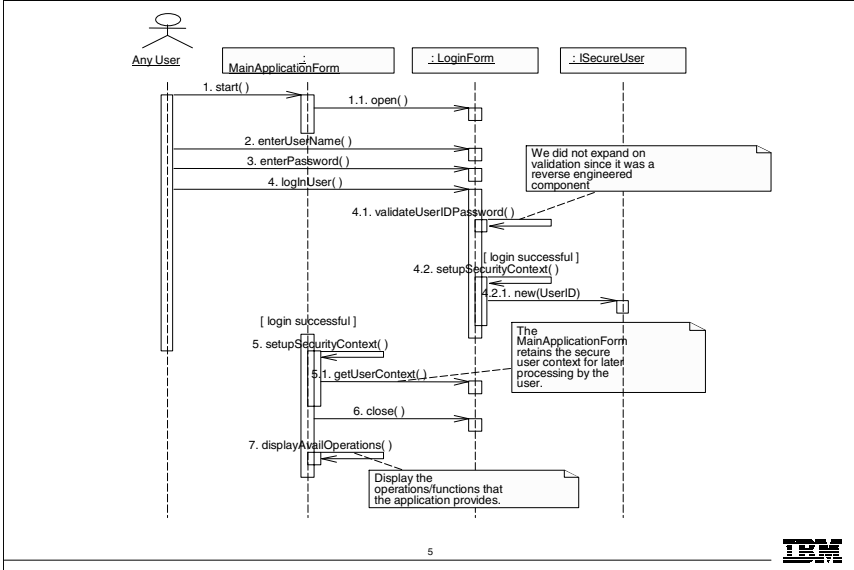 Any User
:
MainApplicationForm
: LoginForm
: ISecureUser
1. start( )
1.1. open( )
2. enterUserName( )
3. enterPassword( )
4. logInUser( )
We did not expand on
validation since it was a
reverse engineered
component
4.1. validateUserIDPassword( )
[ login successful ]
4.2. setupSecurityContext( )
4.2.1. new(UserID)
[ login successful ]
5. setupSecurityContext( )
The
MainApplicationForm
retains the secure
user context for later
processing by the
user.
5.1. getUserContext( )
6. close( )
7. displayAvailOperations( )
Display the
operations/functions that
the application provides.
5
IBM